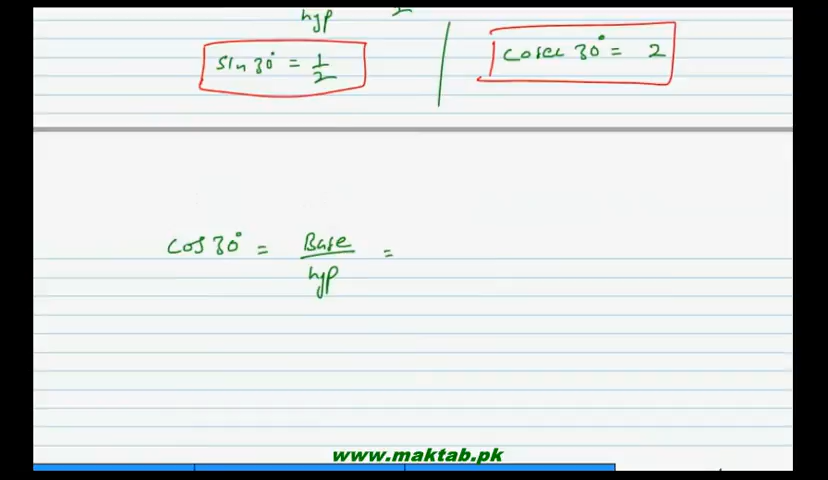 hyp
sin 30° = 1/2
cosec 30° = 2
cos 30° = Base/hyp =
www.maktab.pk